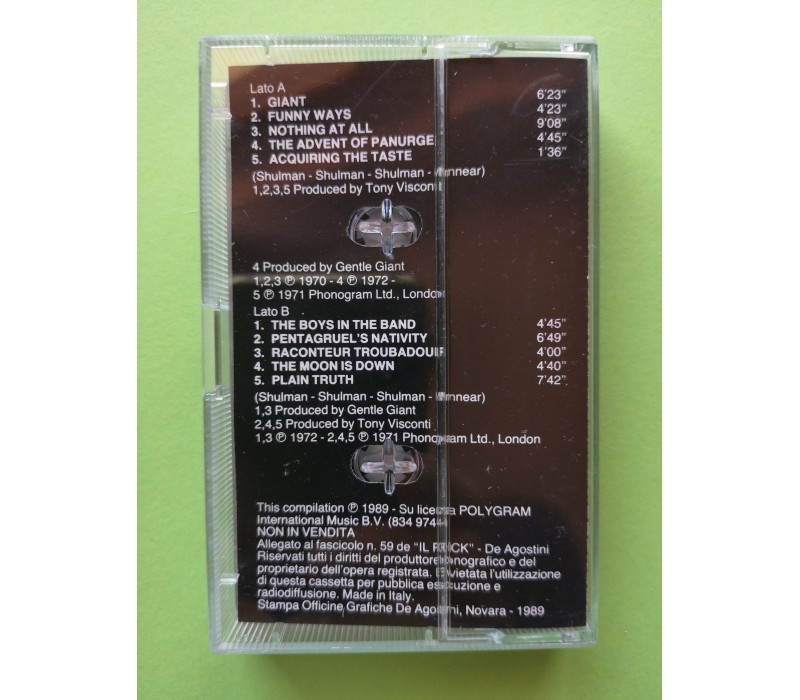 Lato A
1. GIANT 6'23"
2. FUNNY WAYS 4'23"
3. NOTHING AT ALL 9'08"
4. THE ADVENT OF PANURGE 4'45"
5. ACQUIRING THE TASTE 1'36"
(Shulman - Shulman - Shulman - Minnear)
1,2,3,5 Produced by Tony Visconti
4 Produced by Gentle Giant
1,2,3 ℗ 1970 - 4 ℗ 1972 -
5 ℗ 1971 Phonogram Ltd., London
Lato B
1. THE BOYS IN THE BAND 4'45"
2. PENTAGRUEL'S NATIVITY 6'49"
3. RACONTEUR TROUBADOUR 4'00"
4. THE MOON IS DOWN 4'40"
5. PLAIN TRUTH 7'42"
(Shulman - Shulman - Shulman - Minnear)
1,3 Produced by Gentle Giant
2,4,5 Produced by Tony Visconti
1,3 ℗ 1972 - 2,4,5 ℗ 1971 Phonogram Ltd., London
This compilation ℗ 1989 - Su licenza POLYGRAM
International Music B.V. (834 974-4)
NON IN VENDITA
Allegato al fascicolo n. 59 de "IL ROCK" - De Agostini
Riservati tutti i diritti del produttore fonografico e del
proprietario dell'opera registrata. È vietata l'utilizzazione
di questa cassetta per pubblica esecuzione e
radiodiffusione. Made in Italy.
Stampa Officine Grafiche De Agostini, Novara - 1989